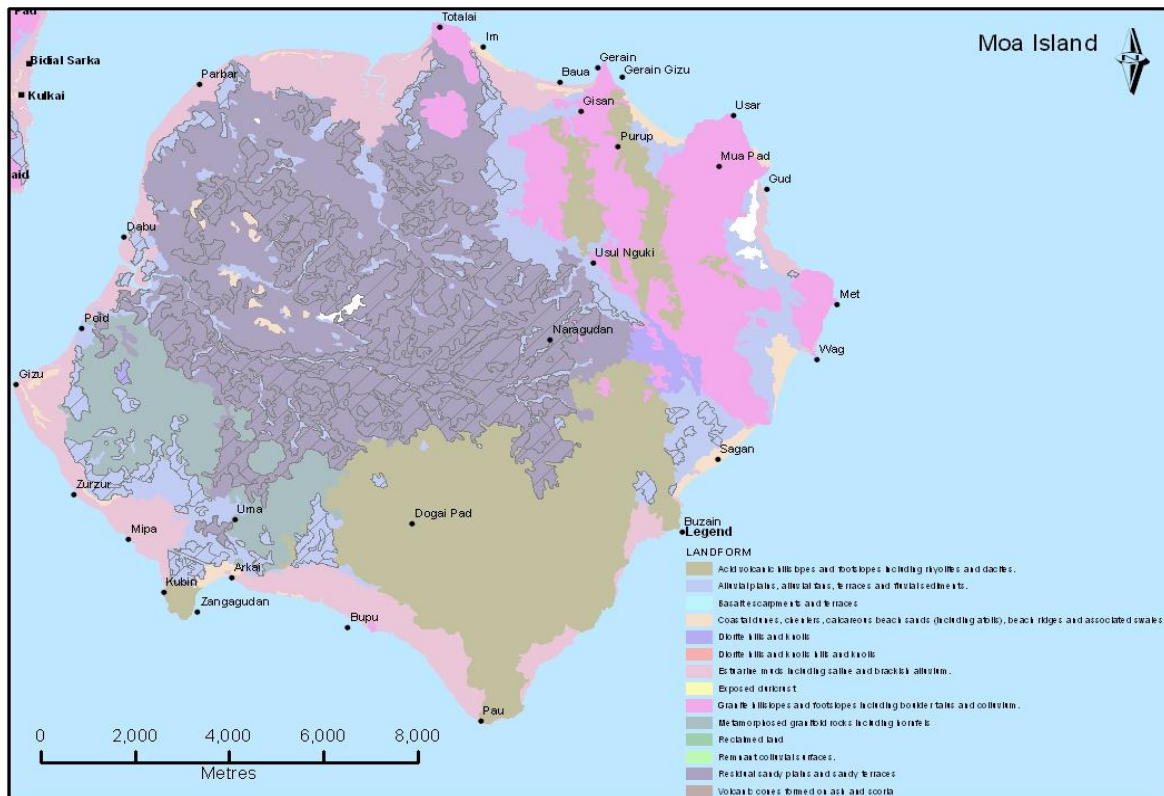 Moa Island
Pad
Bidial Sarka
Kulkai
aid
Totalai
Im
Parbar
Baua
Gerain
Gerain Gizu
Gisan
Usar
Purup
Mua Pad
Gud
Dabu
Usul Nguki
Met
Poid
Naragudan
Wag
Gizu
Sagan
Zurzur
Uma
Dogai Pad
Buzain
Mipa
Kubin
Arkai
Zangagudan
Bupu
Pau
0 2,000 4,000 6,000 8,000
Metres
Legend
LANDFORM
Acid volcanic hillslopes and footslopes including rhyolites and dacites.
Alluvial plains, alluvial fans, terraces and fluvial sediments.
Basalt escarpments and terraces
Coastal dunes, cheniers, calcareous beach sands (including atolls), beach ridges and associated swales
Diorite hills and knolls
Diorite hills and knolls hills and knolls
Estuarine muds including saline and brackish alluvium.
Exposed duricrust
Granite hillslopes and footslopes including boulder talus and colluvium.
Metamorphosed granitoid rocks including hornfels
Reclaimed land
Remnant colluvial surfaces.
Residual sandy plains and sandy terraces
Volcanic cones formed on ash and scoria